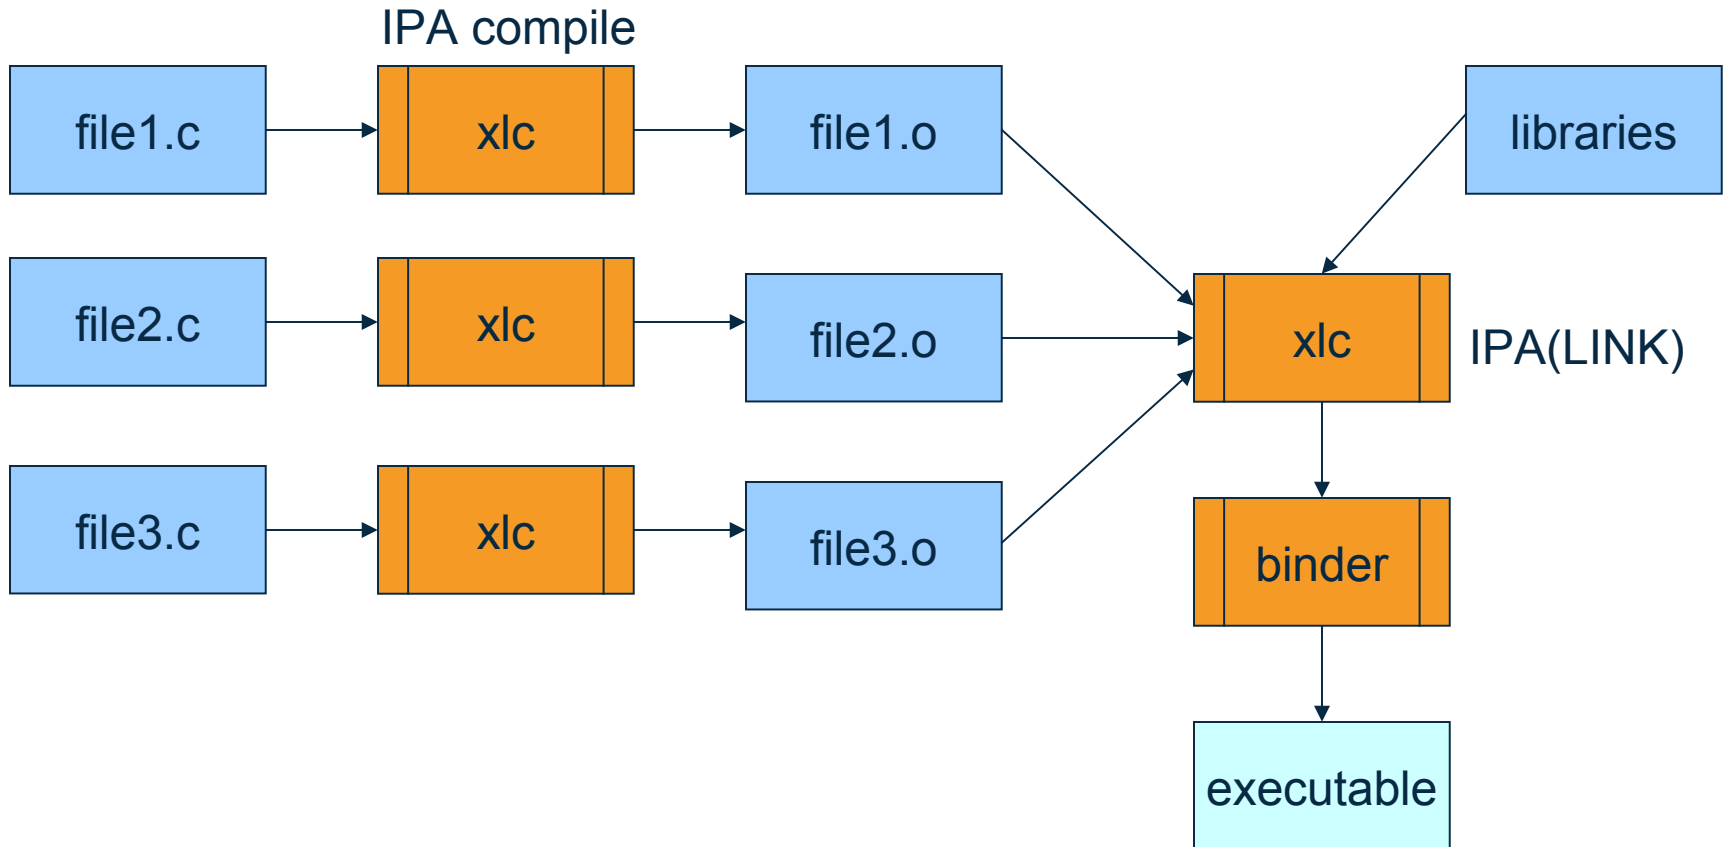 IPA compile
file1.c
xlc
file1.o
libraries
file2.c
xlc
file2.o
xlc
IPA(LINK)
file3.c
xlc
file3.o
binder
executable